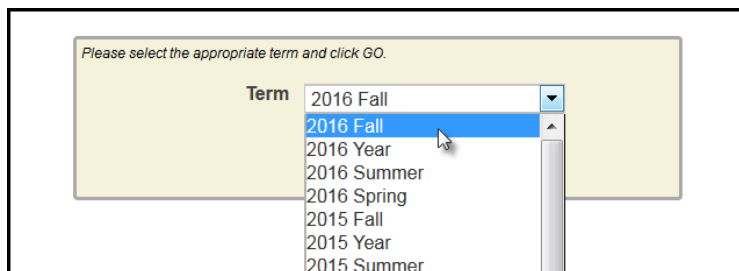 Please select the appropriate term and click GO.
Term 2016 Fall
2016 Fall
2016 Year
2016 Summer
2016 Spring
2015 Fall
2015 Year
2015 Summer